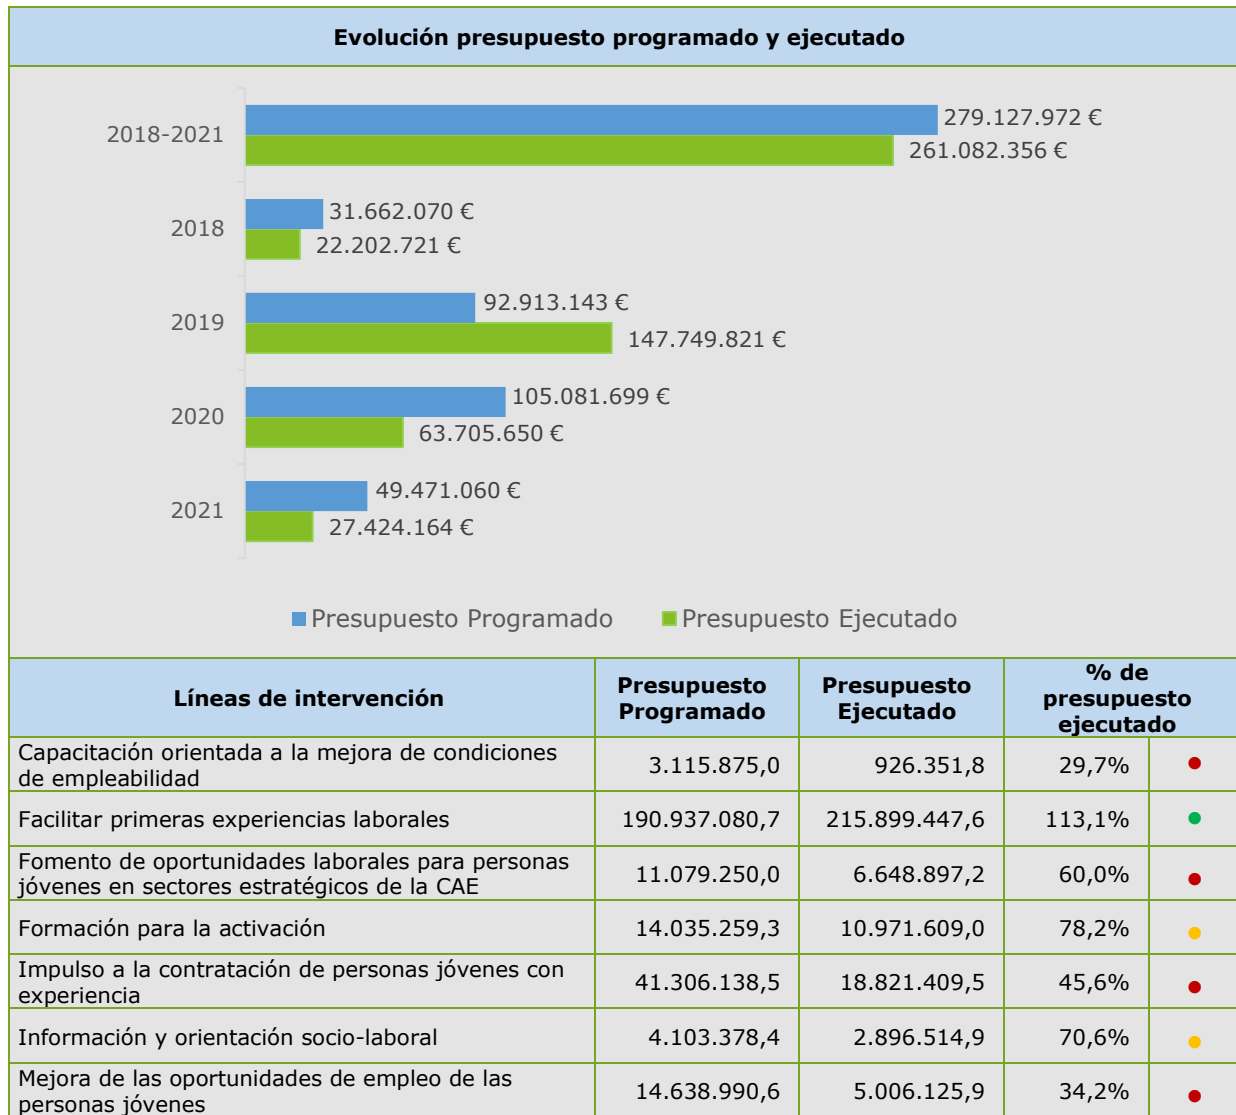 Evolución presupuesto programado y ejecutado
2018-2021
279.127.972 €
261.082.356 €
2018
31.662.070 €
22.202.721 €
2019
92.913.143 €
147.749.821 €
2020
105.081.699 €
63.705.650 €
2021
49.471.060 €
27.424.164 €
Presupuesto Programado Presupuesto Ejecutado
Líneas de intervención
Presupuesto
Programado
Presupuesto
Ejecutado
% de
presupuesto
ejecutado
Capacitación orientada a la mejora de condiciones
de empleabilidad
3.115.875,0 926.351,8 29,7%
Facilitar primeras experiencias laborales 190.937.080,7 215.899.447,6 113,1%
Fomento de oportunidades laborales para personas
jóvenes en sectores estratégicos de la CAE
11.079.250,0 6.648.897,2 60,0%
Formación para la activación 14.035.259,3 10.971.609,0 78,2%
Impulso a la contratación de personas jóvenes con
experiencia
41.306.138,5 18.821.409,5 45,6%
Información y orientación socio-laboral 4.103.378,4 2.896.514,9 70,6%
Mejora de las oportunidades de empleo de las
personas jóvenes
14.638.990,6 5.006.125,9 34,2%